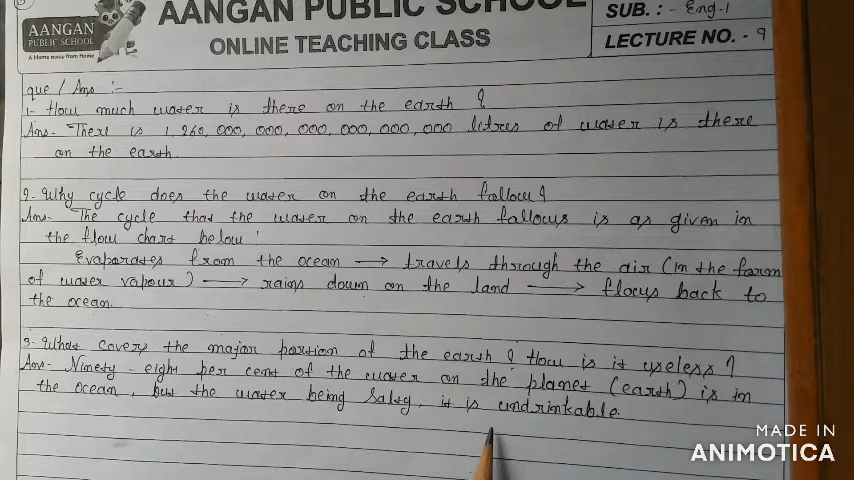 AANGAN PUBLIC SCHOOL
ONLINE TEACHING CLASS
AANGAN
PUBLIC SCHOOL
A Home away from Home
SUB. : - Eng-1
LECTURE NO. - 9
que / Ans :-
1- How much water is there on the earth ?
Ans- There is 1,260,000,000,000,000,000,000 litres of water is there
on the earth.
2- Why cycle does the water on the earth follow ?
Ans- The cycle that the water on the earth follows is as given in
the flow chart below :
Evaporates from the ocean → travels through the air (in the form
of water vapour) → rains down on the land → flows back to
the ocean.
3- What covers the major portion of the earth ? How is it useless ?
Ans- Ninety - eight per cent of the water on the planet (earth) is in
the ocean, but the water being salty, it is undrinkable.
MADE IN
ANIMOTICA